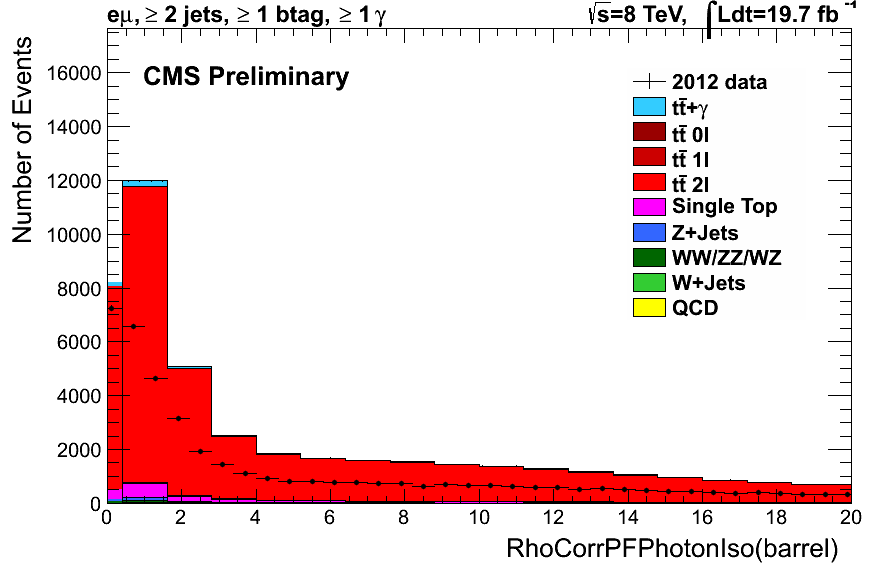 eμ, ≥ 2 jets, ≥ 1 btag, ≥ 1 γ
√s=8 TeV, ∫Ldt=19.7 fb⁻¹
CMS Preliminary
2012 data
tt̄+γ
tt̄ 0l
tt̄ 1l
tt̄ 2l
Single Top
Z+Jets
WW/ZZ/WZ
W+Jets
QCD
Number of Events
16000
14000
12000
10000
8000
6000
4000
2000
0
0 2 4 6 8 10 12 14 16 18 20
RhoCorrPFPhotonIso(barrel)